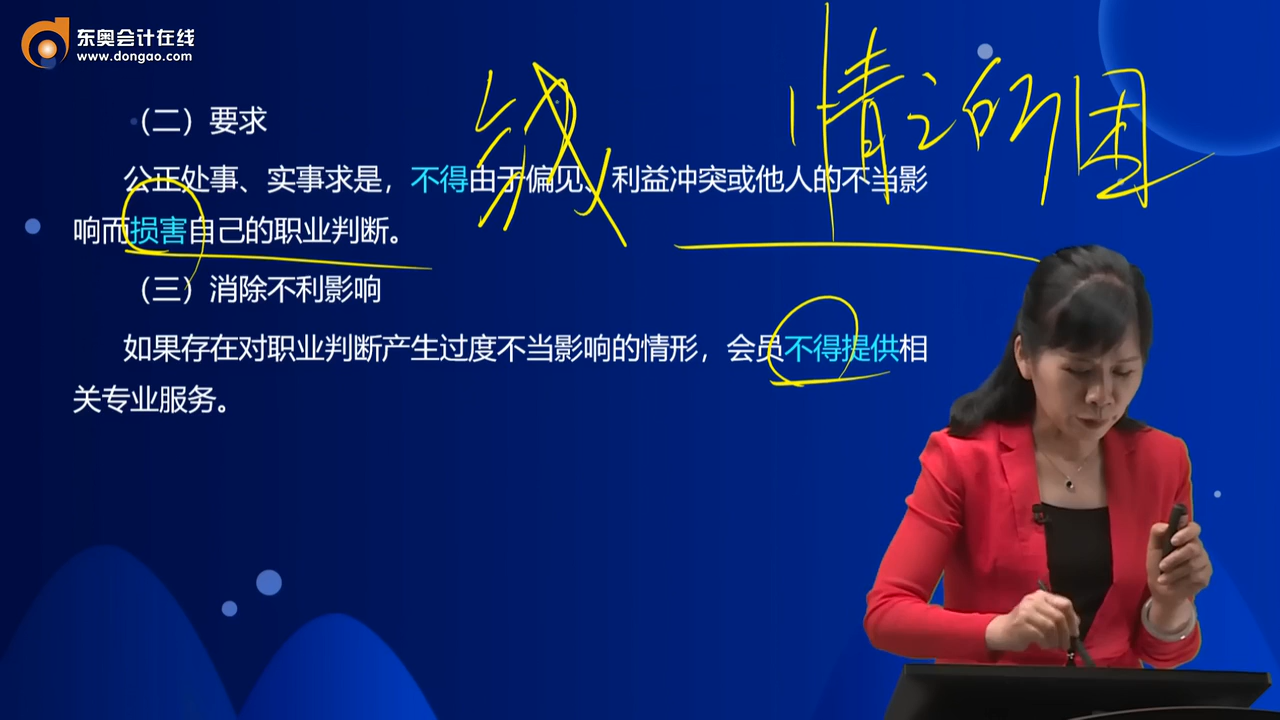 东奥会计在线
www.dongao.com
情之所困
（二）要求
公正处事、实事求是，不得由于偏见、利益冲突或他人的不当影
响而损害自己的职业判断。
（三）消除不利影响
如果存在对职业判断产生过度不当影响的情形，会员不得提供相
关专业服务。